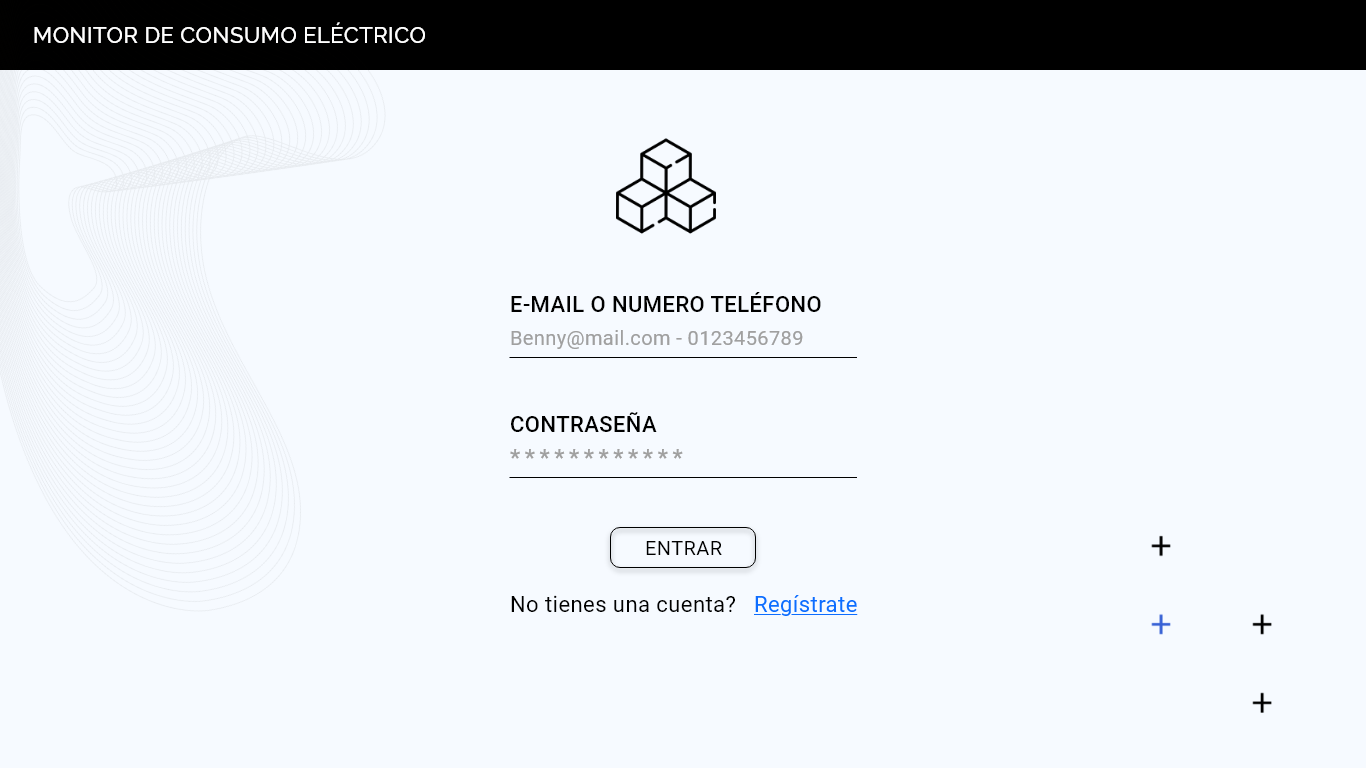 MONITOR DE CONSUMO ELÉCTRICO
E-MAIL O NUMERO TELÉFONO
Benny@mail.com - 0123456789
CONTRASEÑA
* * * * * * * * * * * *
ENTRAR
No tienes una cuenta? Regístrate